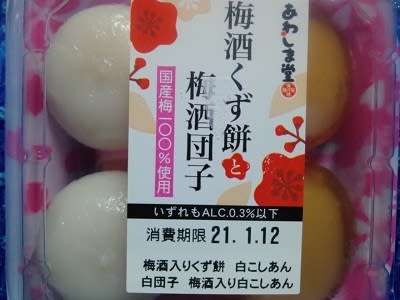 あわしま堂
梅酒くず餅と
梅酒団子
国産梅一〇〇%使用
いずれもALC.0.3%以下
消費期限 21.1.12
梅酒入りくず餅 白こしあん
白団子 梅酒入り白こしあん